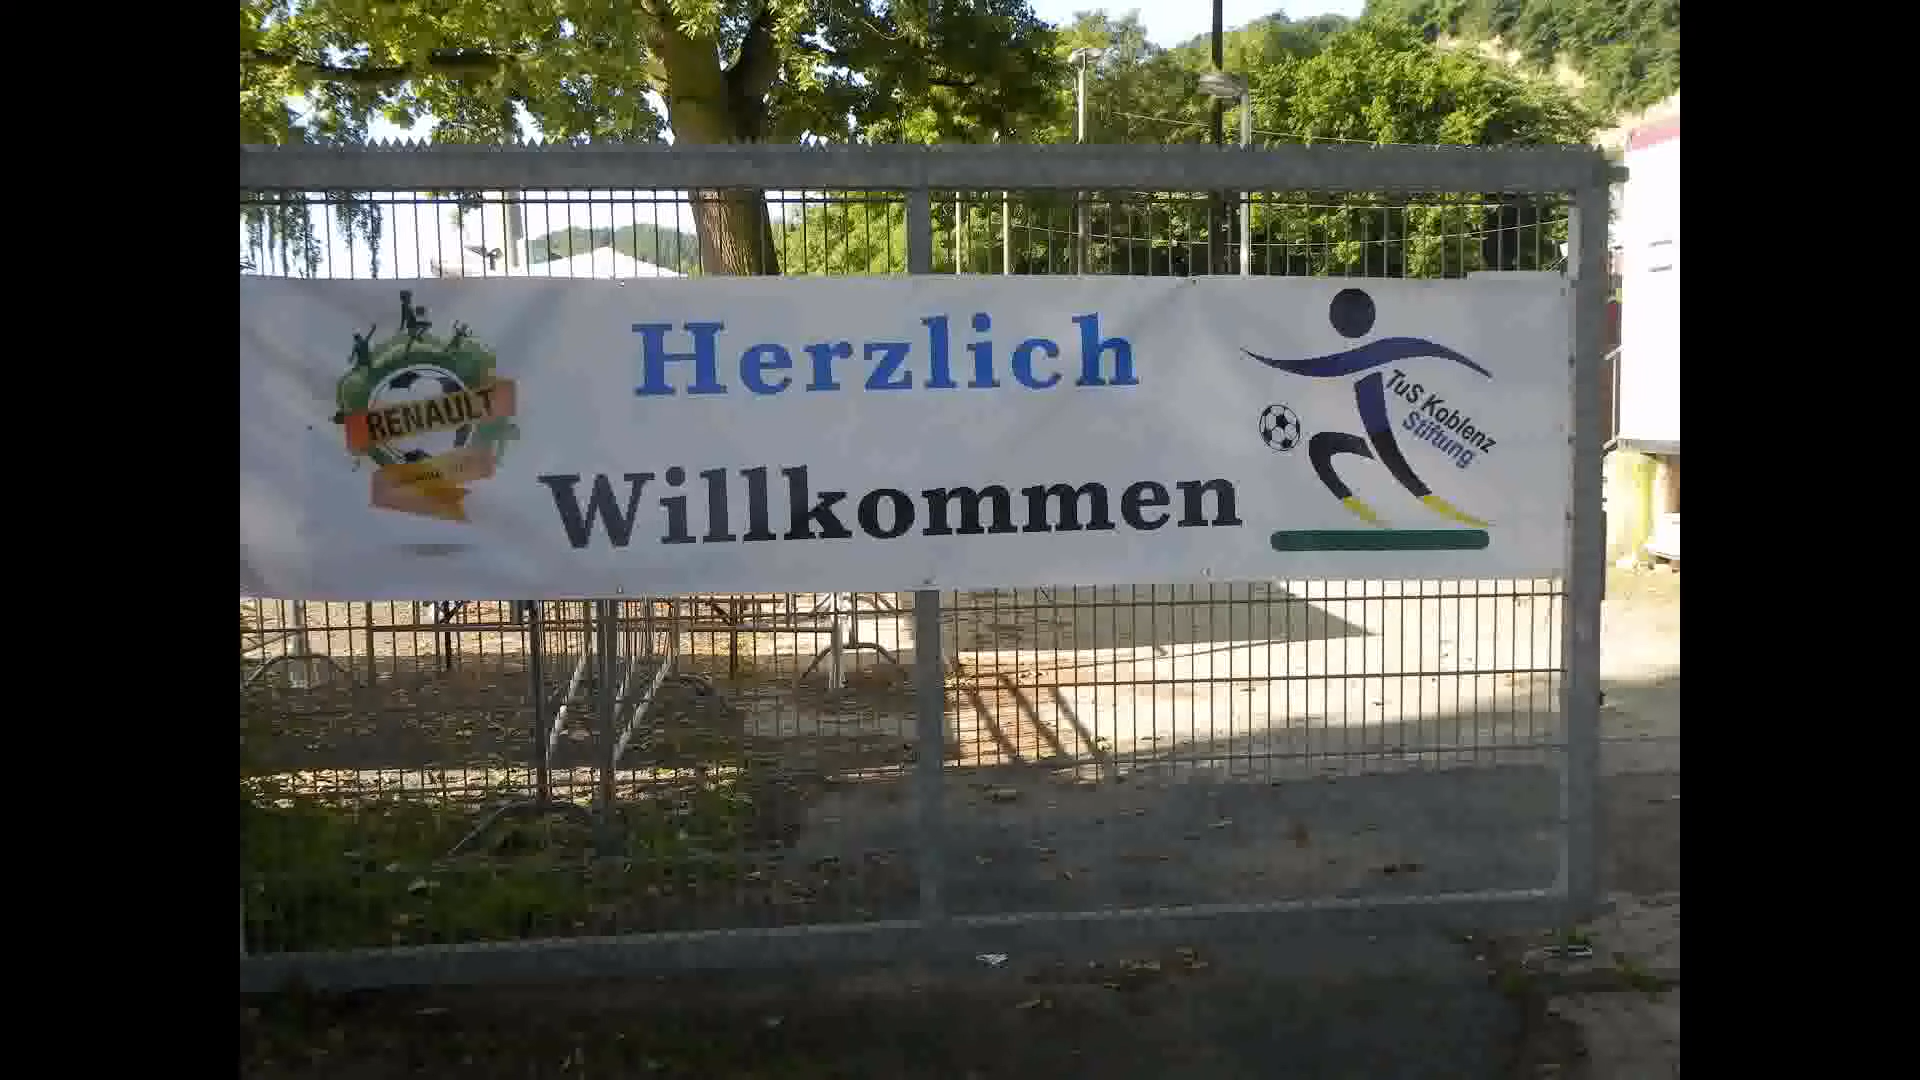 RENAULT
Herzlich
Willkommen
TuS Koblenz
Stiftung